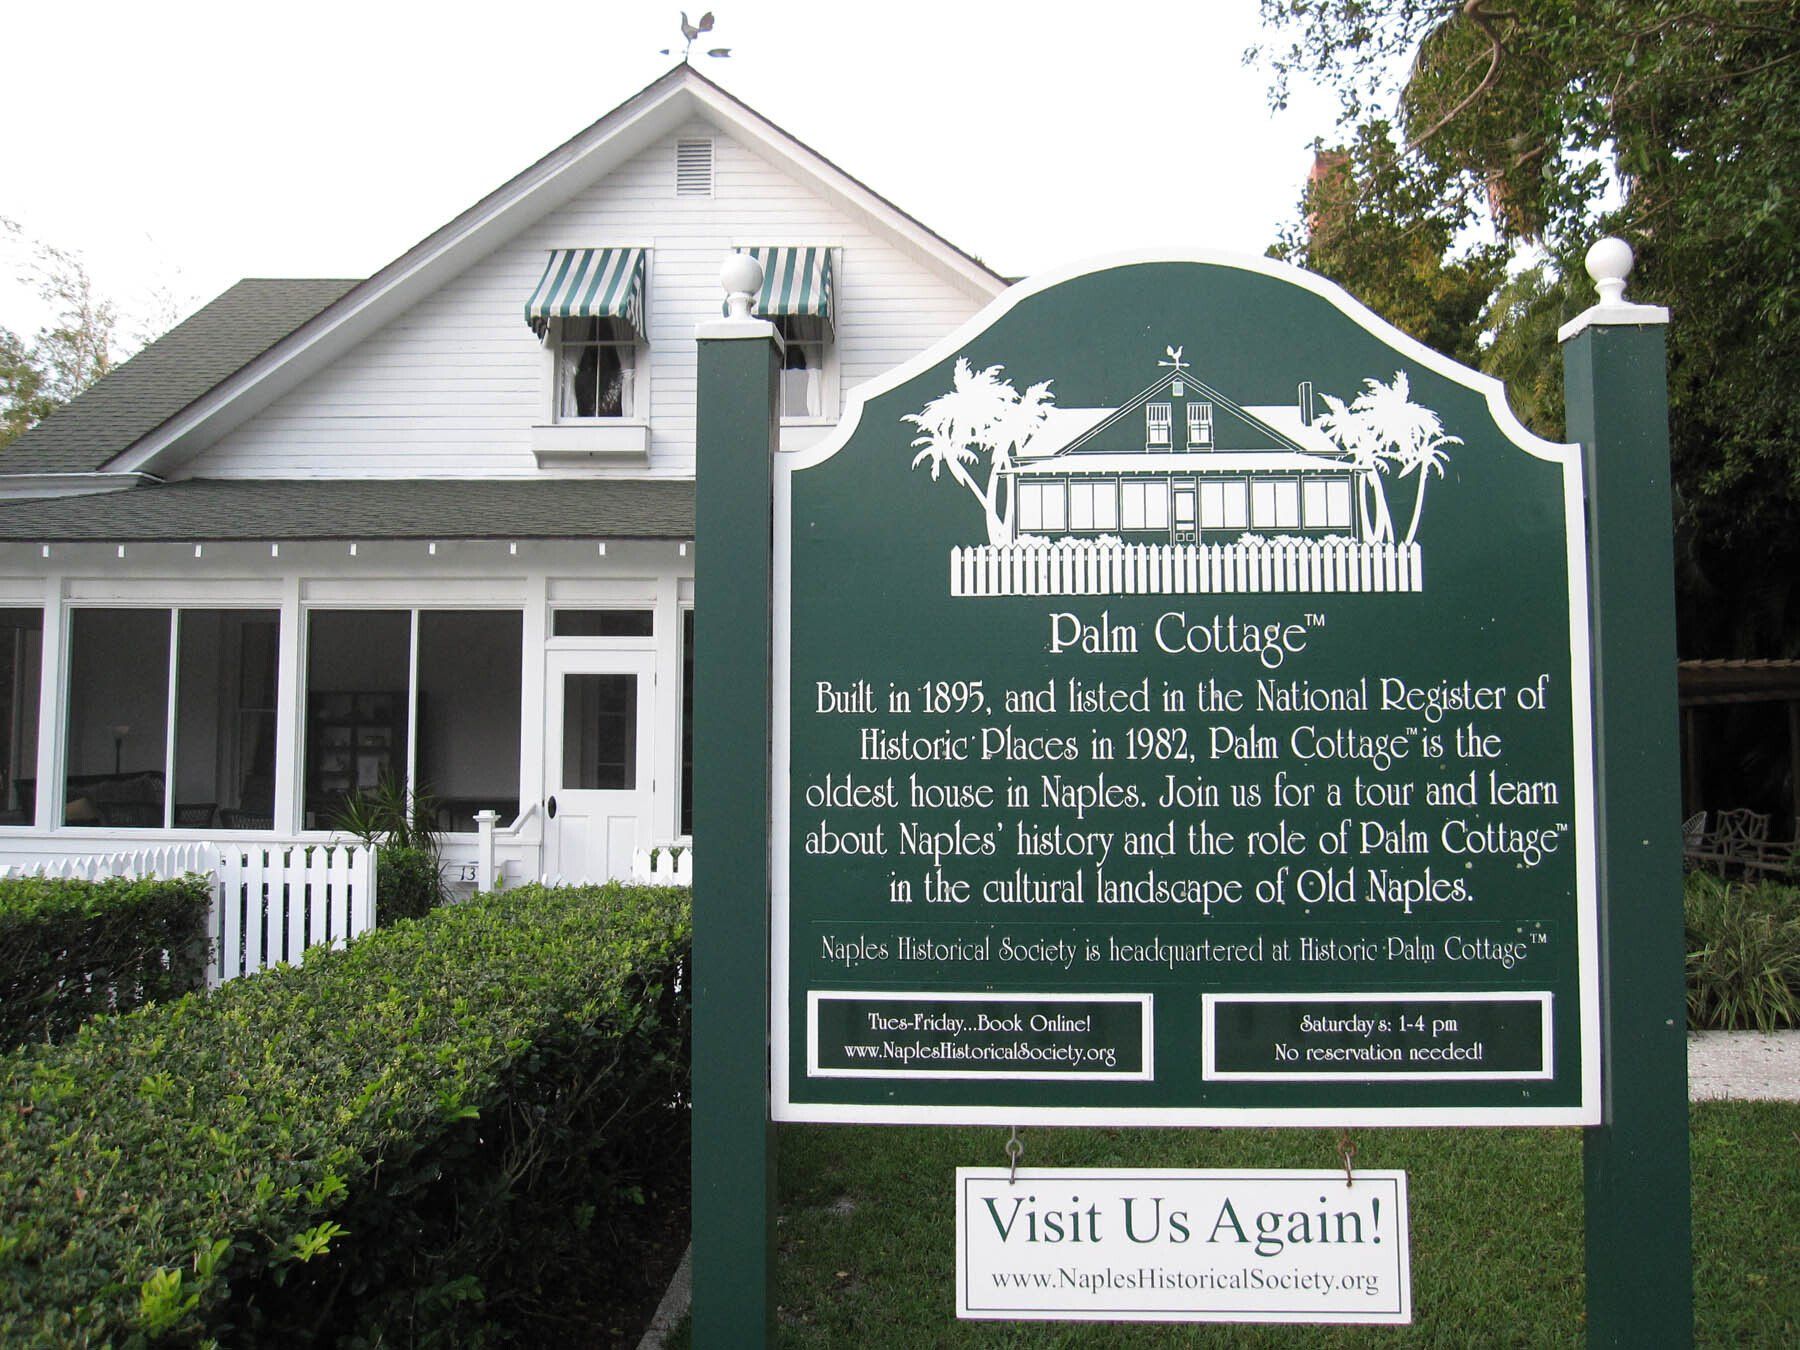 Palm Cottage™
Built in 1895, and listed in the National Register of
Historic Places in 1982, Palm Cottage™ is the
oldest house in Naples. Join us for a tour and learn
about Naples' history and the role of Palm Cottage™
in the cultural landscape of Old Naples.
Naples Historical Society is headquartered at Historic Palm Cottage™
Tues-Friday...Book Online!
www.NaplesHistoricalSociety.org
Saturdays: 1-4 pm
No reservation needed!
Visit Us Again!
www.NaplesHistoricalSociety.org
13